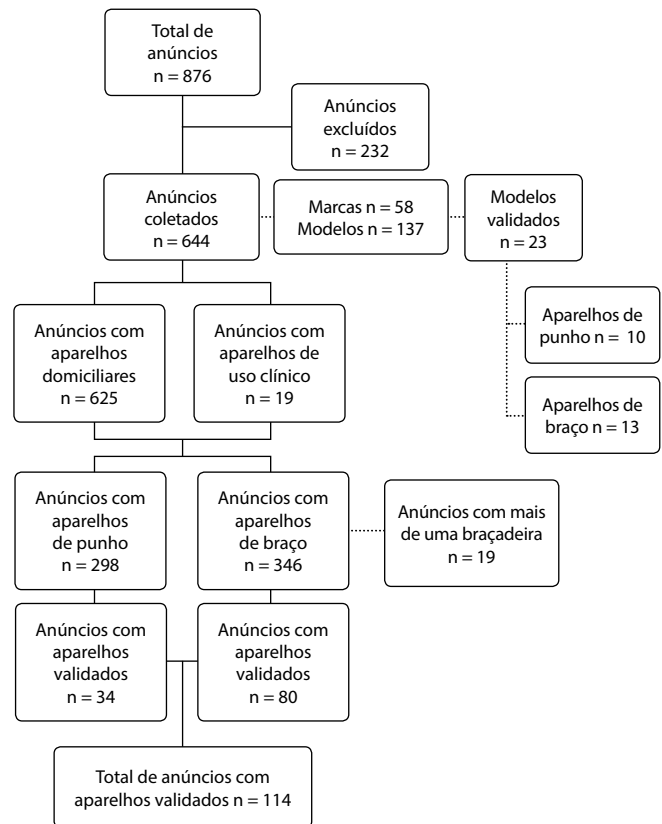 Total de
anúncios
n = 876
Anúncios
excluídos
n = 232
Anúncios
coletados
n = 644
Marcas n = 58
Modelos n = 137
Modelos
validados
n = 23
Aparelhos de
punho n = 10
Aparelhos de
braço n = 13
Anúncios com
aparelhos
domiciliares
n = 625
Anúncios com
aparelhos de
uso clínico
n = 19
Anúncios com
aparelhos
de punho
n = 298
Anúncios com
aparelhos
de braço
n = 346
Anúncios com mais
de uma braçadeira
n = 19
Anúncios com
aparelhos
validados
n = 34
Anúncios com
aparelhos
validados
n = 80
Total de anúncios com
aparelhos validados n = 114